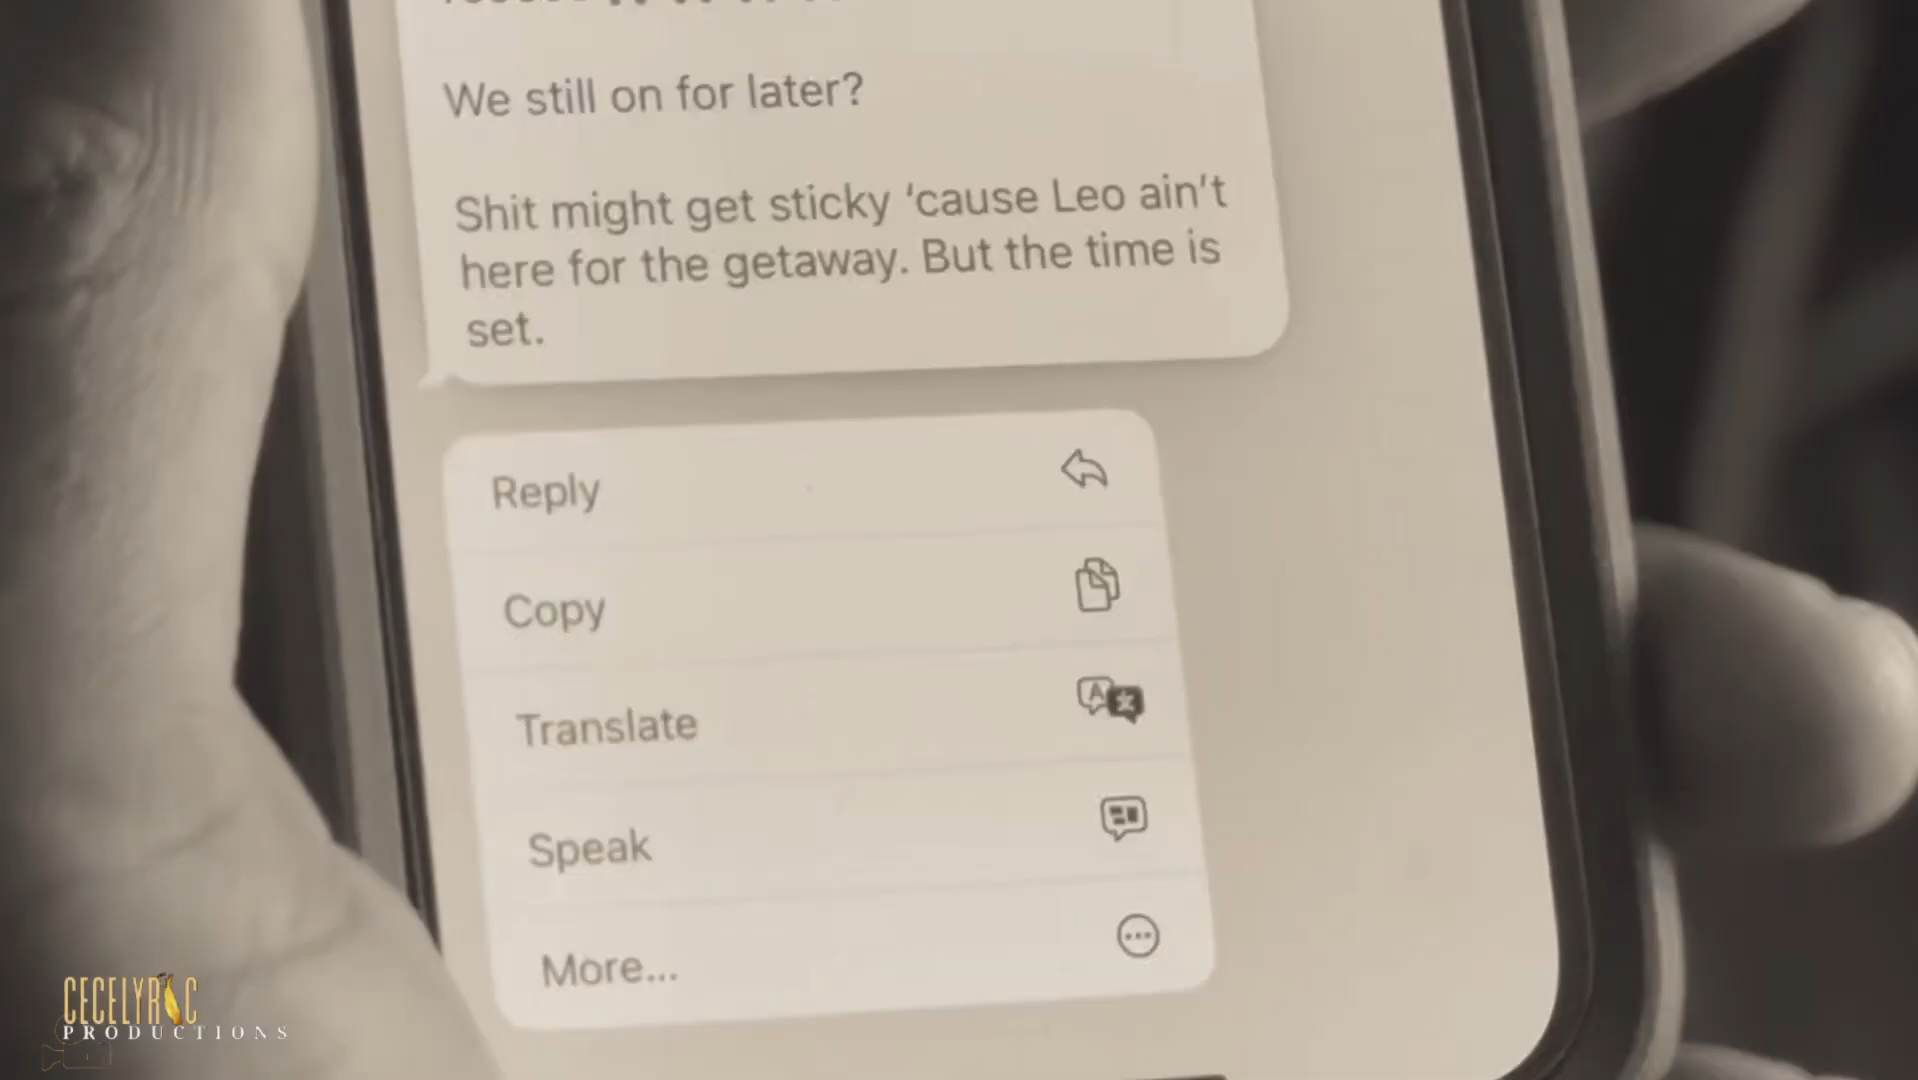 We still on for later?
Shit might get sticky ‘cause Leo ain’t
here for the getaway. But the time is
set.
Reply
Copy
Translate
Speak
More...
CECELYRIC
PRODUCTIONS